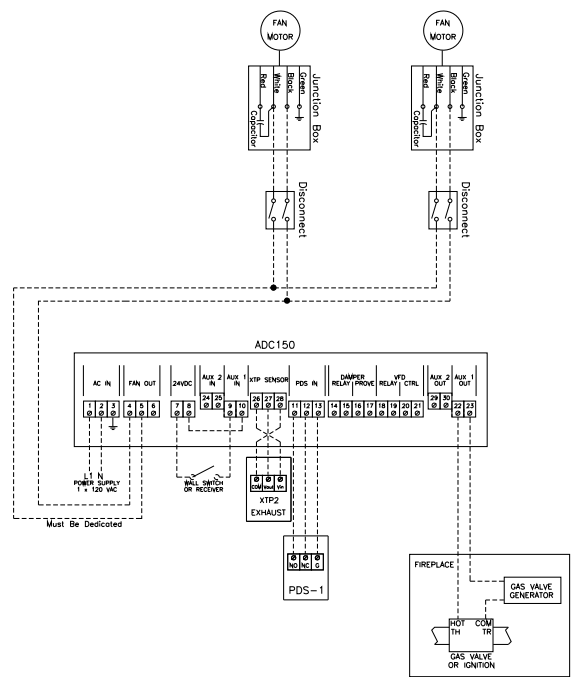 FAN
MOTOR
FAN
MOTOR
Red
White
Black
Green
Capacitor
Junction Box
Red
White
Black
Green
Capacitor
Junction Box
Disconnect
Disconnect
ADC150
AC IN
FAN OUT
24VDC
AUX 2
IN
AUX 1
IN
XTP SENSOR
PDS IN
DAMPER
RELAY
PROVE
VFD
RELAY
CTRL
AUX 2
OUT
AUX 1
OUT
1 2 3
4 5 6
7 8
24 25
9 10
26 27 28
11 12 13
14 15 16 17 18 19 20 21
29 30
22 23
L1 N
POWER SUPPLY
1 x 120 VAC
WALL SWITCH
OR RECEIVER
Must Be Dedicated
COM Vout Vin
XTP2
EXHAUST
NO NC G
PDS-1
FIREPLACE
GAS VALVE
GENERATOR
HOT COM
TH TR
GAS VALVE
OR IGNITION